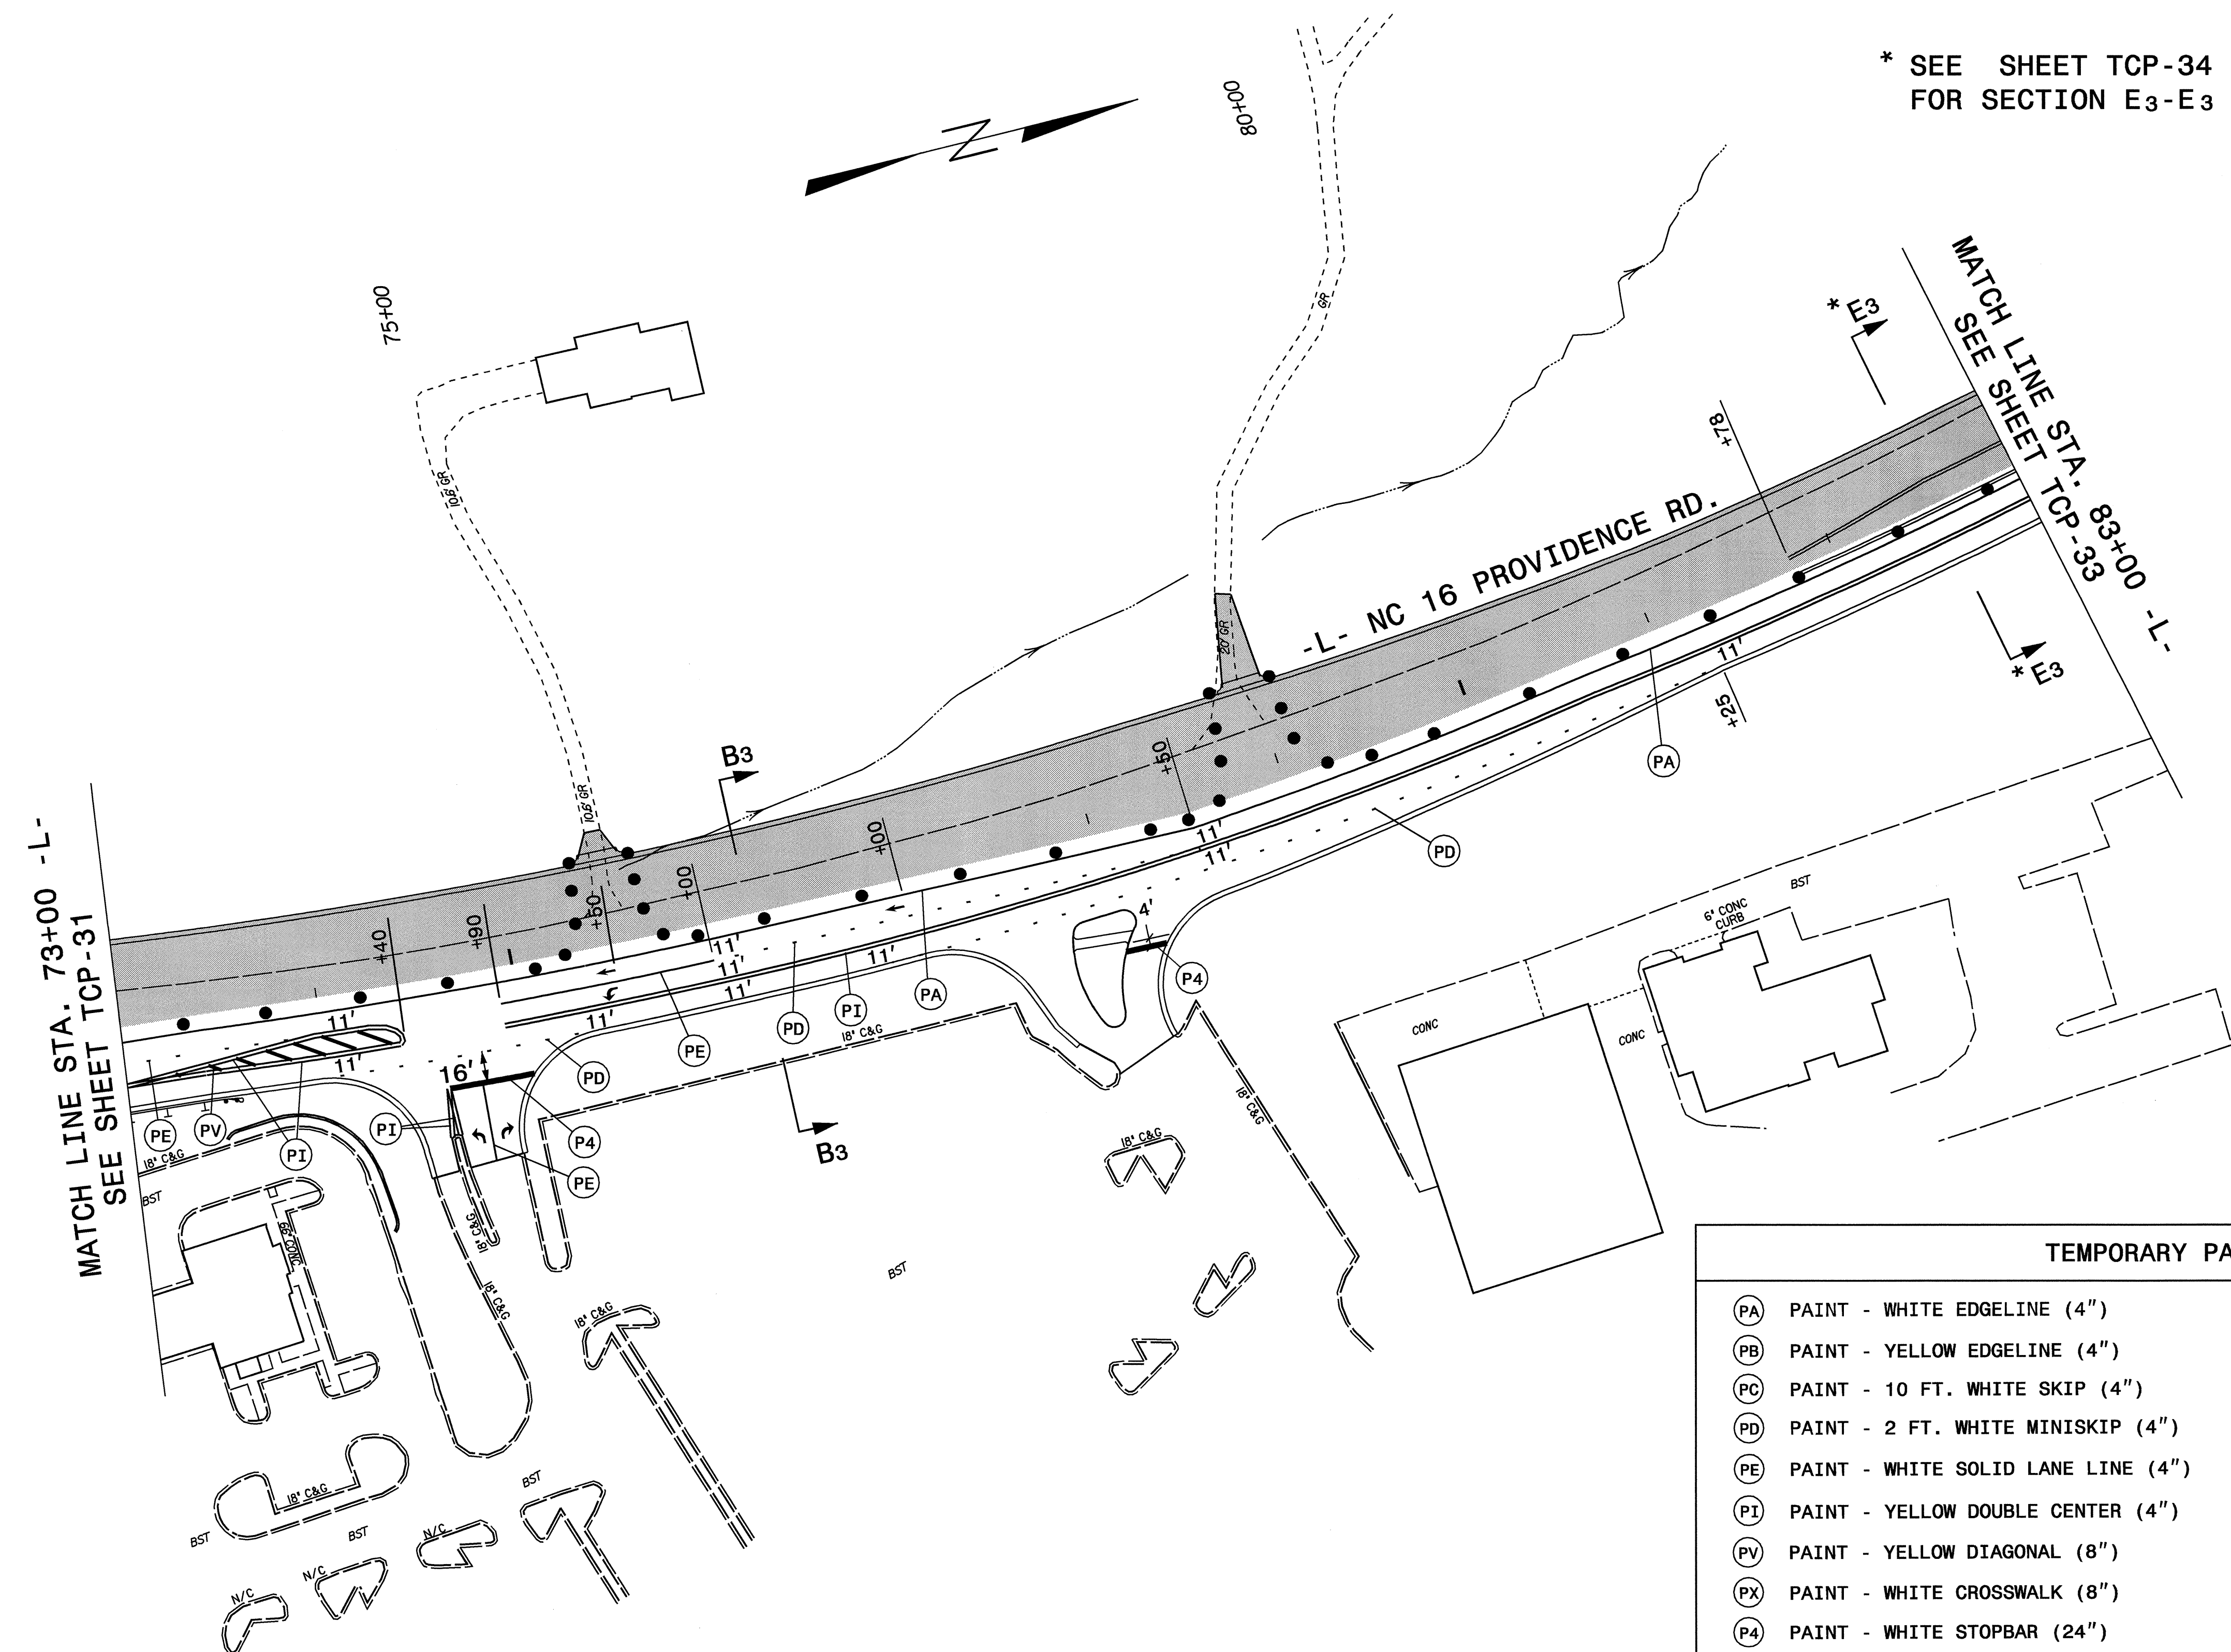 * SEE SHEET TCP-34
FOR SECTION E3-E3
80+00
N
75+00
GR
10.6' GR
* E3
MATCH LINE STA. 83+00 -L-
SEE SHEET TCP-33
+78
-L- NC 16 PROVIDENCE RD.
20' GR
11'
* E3
+25
PA
B3
+50
10.6' GR
+00
11'
11'
PD
MATCH LINE STA. 73+00 -L-
SEE SHEET TCP-31
+40
+90
+50
+00
11'
11'
11'
11'
4'
P4
11'
11'
11'
16'
PD
PE
PD
PI
PA
18" C&G
BST
6" CONC
CURB
CONC
CONC
PE
PV
PI
PI
P4
PE
B3
18" C&G
BST
18" C&G
18" C&G
18" C&G
18" C&G
18" C&G
BST
BST
18" C&G
BST
BST
N/C
N/C
N/C
TEMPORARY PA
PA PAINT - WHITE EDGELINE (4")
PB PAINT - YELLOW EDGELINE (4")
PC PAINT - 10 FT. WHITE SKIP (4")
PD PAINT - 2 FT. WHITE MINISKIP (4")
PE PAINT - WHITE SOLID LANE LINE (4")
PI PAINT - YELLOW DOUBLE CENTER (4")
PV PAINT - YELLOW DIAGONAL (8")
PX PAINT - WHITE CROSSWALK (8")
P4 PAINT - WHITE STOPBAR (24")